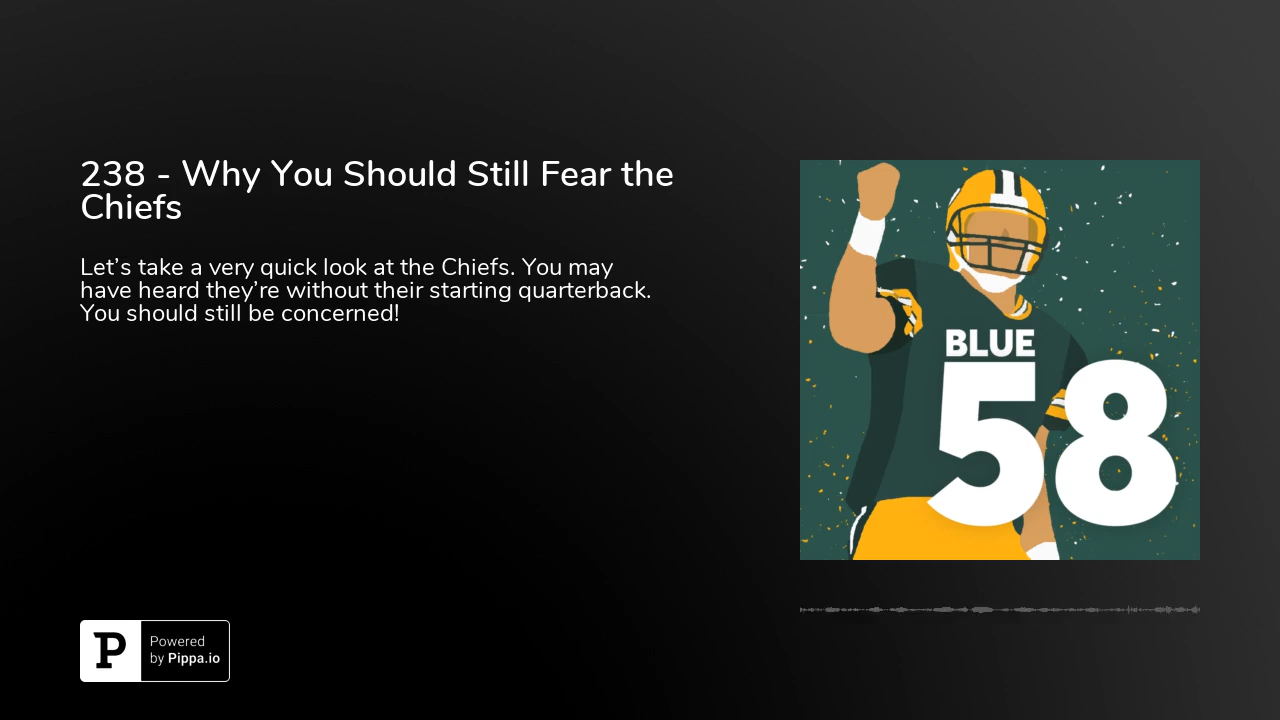 238 - Why You Should Still Fear the
Chiefs
Let’s take a very quick look at the Chiefs. You may
have heard they’re without their starting quarterback.
You should still be concerned!
BLUE
58
P
Powered
by Pippa.io